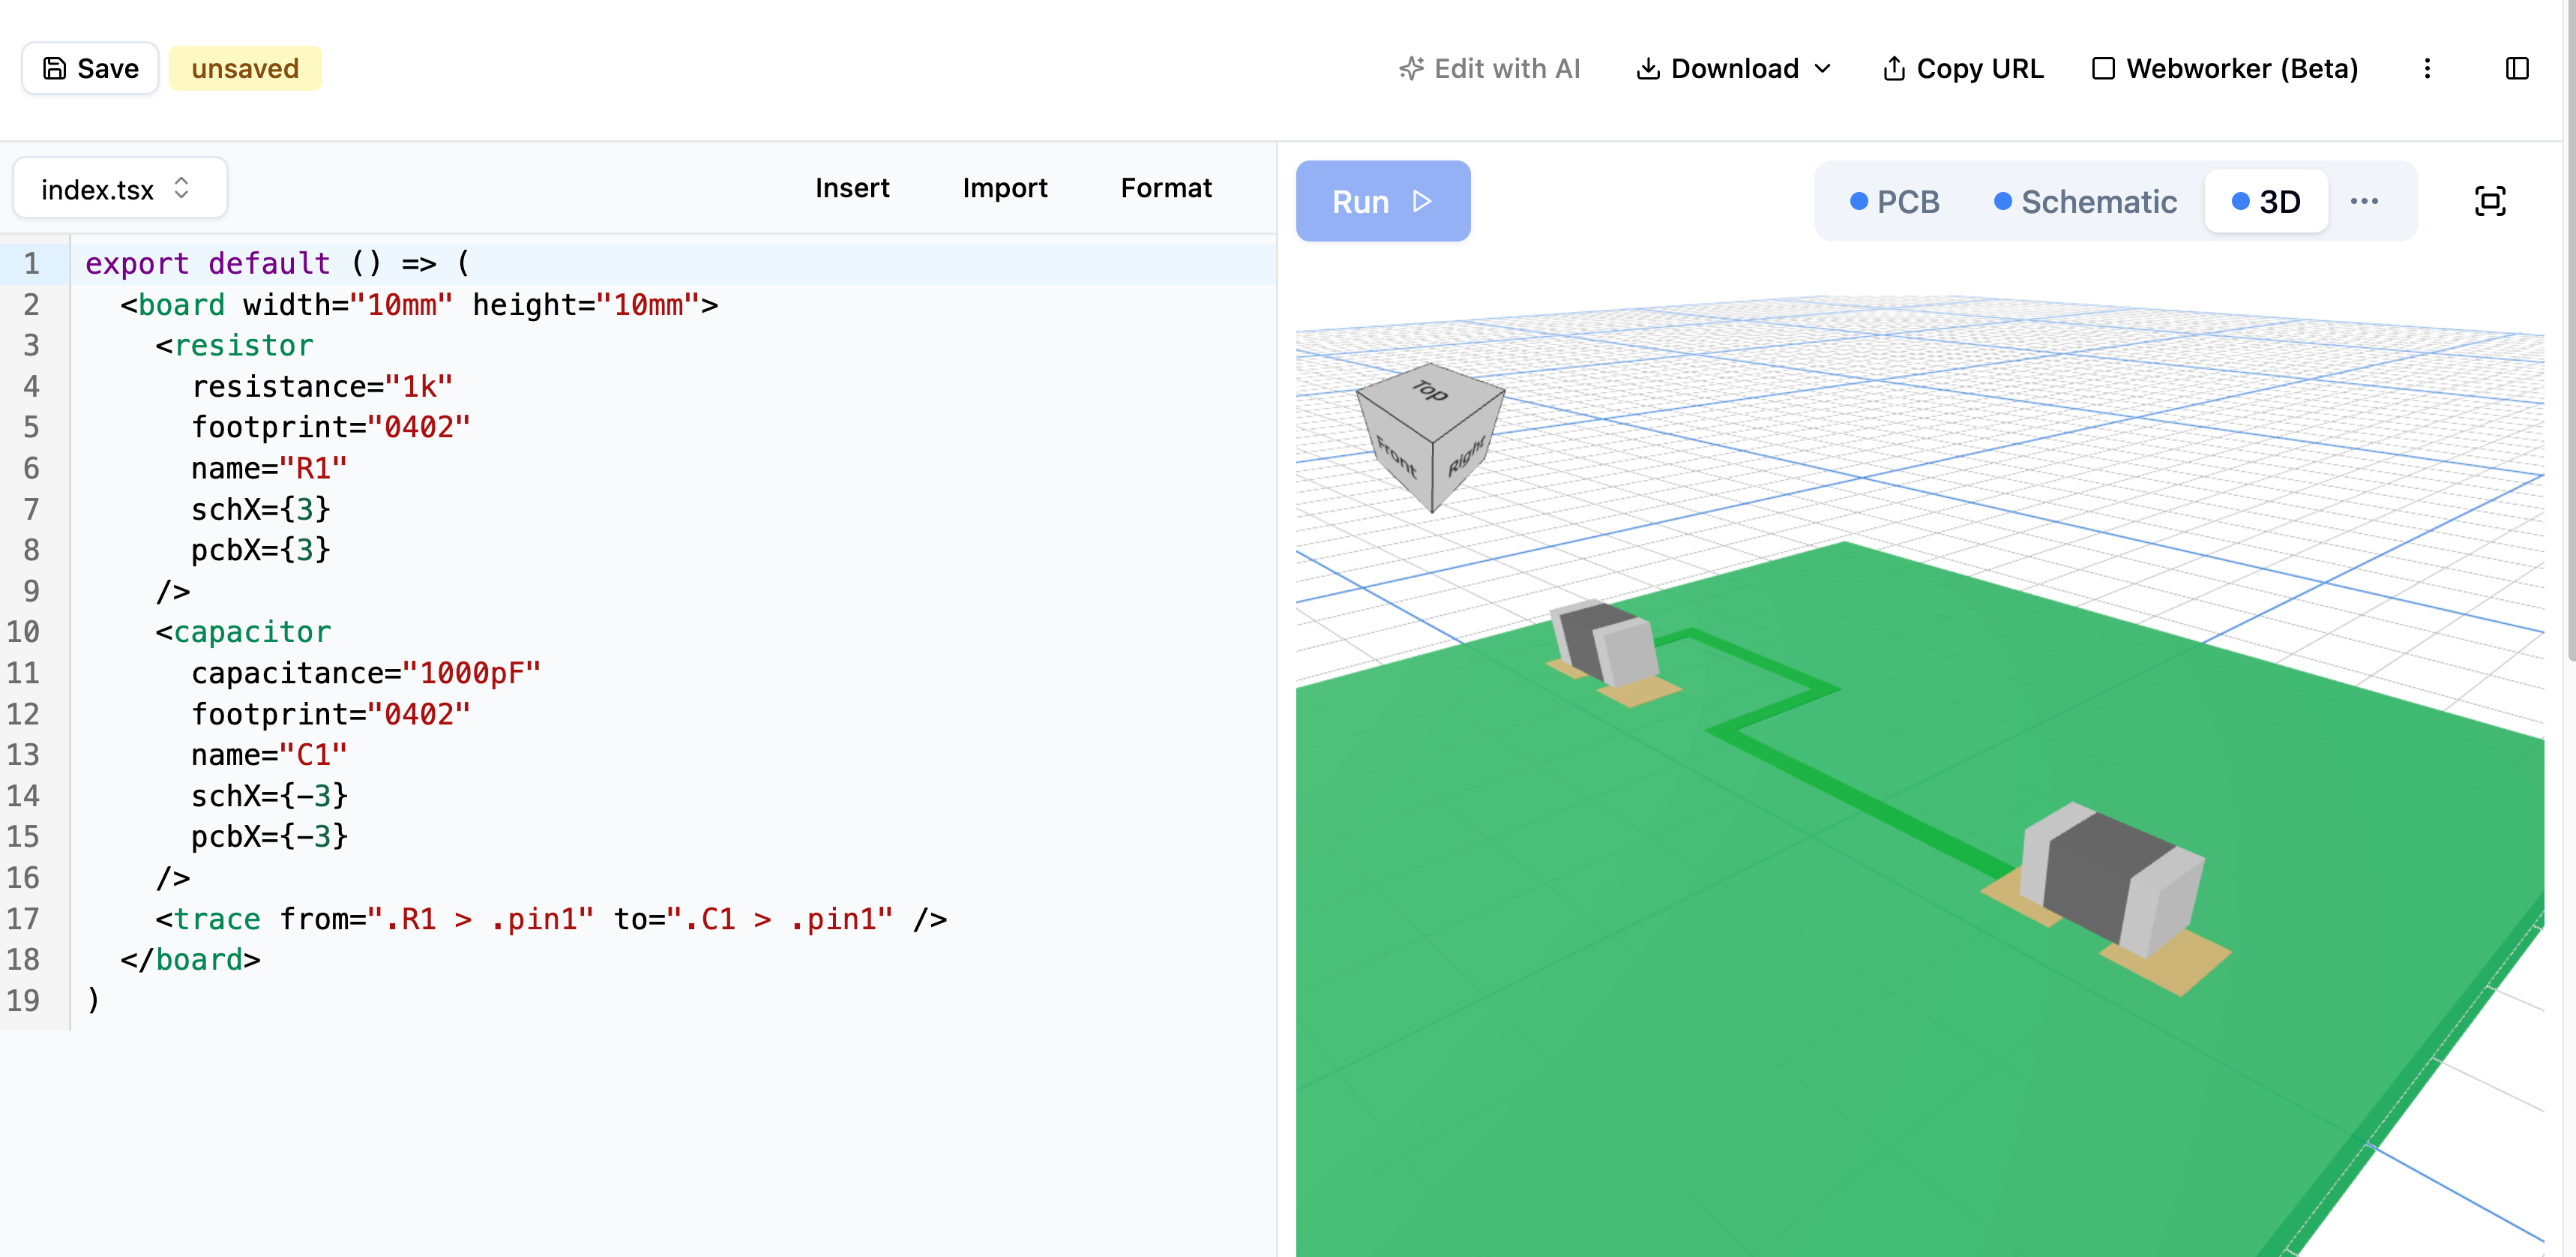 Save unsaved Edit with AI Download Copy URL Webworker (Beta)
index.tsx Insert Import Format
1 export default () => (
2   <board width="10mm" height="10mm">
3     <resistor
4       resistance="1k"
5       footprint="0402"
6       name="R1"
7       schX={3}
8       pcbX={3}
9     />
10     <capacitor
11       capacitance="1000pF"
12       footprint="0402"
13       name="C1"
14       schX={-3}
15       pcbX={-3}
16     />
17     <trace from=".R1 > .pin1" to=".C1 > .pin1" />
18   </board>
19 )
Run PCB Schematic 3D ···
Top
Front Right